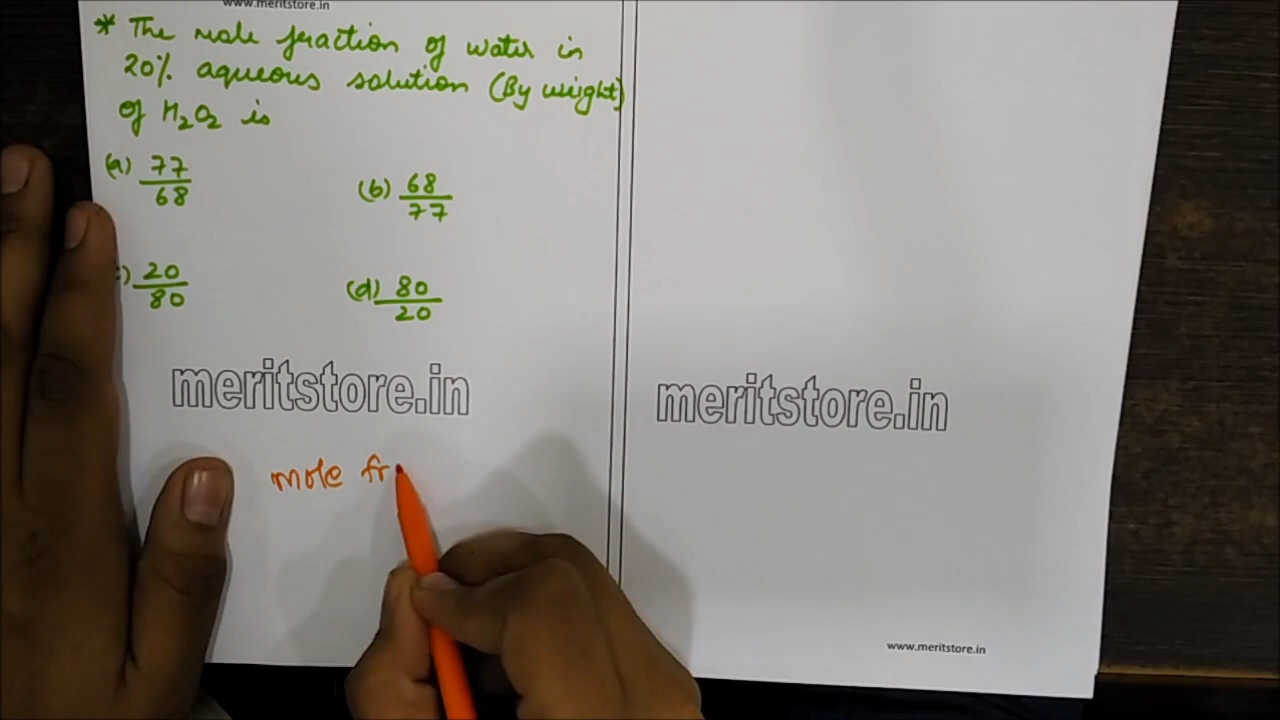 www.meritstore.in
* The mole fraction of water in
20% aqueous solution (By weight)
of H₂O₂ is
(a) 77/68 (b) 68/77
) 20/80 (d) 80/20
meritstore.in meritstore.in
mole fr
www.meritstore.in